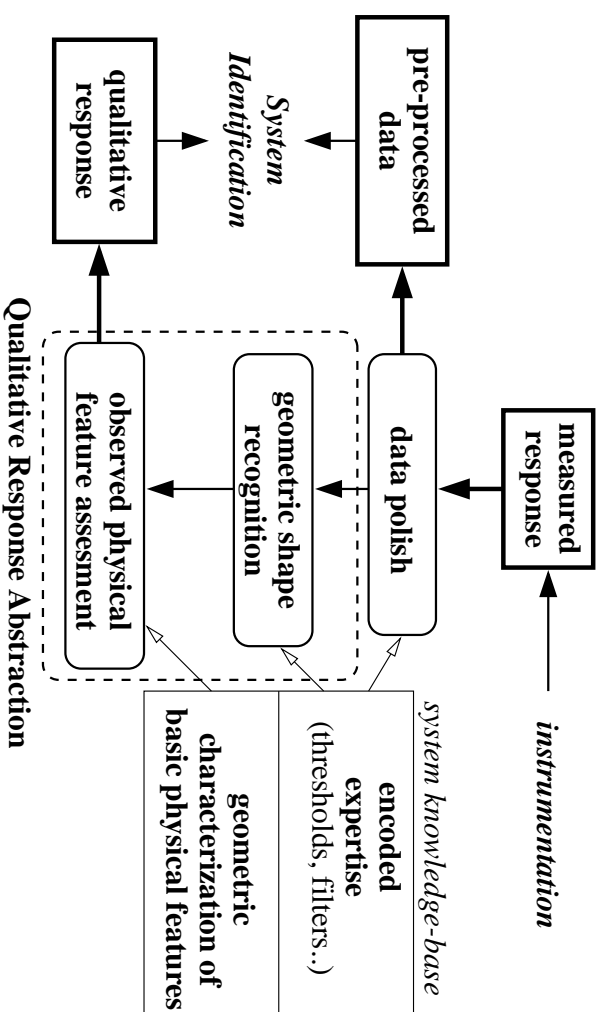 instrumentation
measured
response
system knowledge-base
pre-processed
data
data polish
encoded
expertise
(thresholds, filters..)
System
Identification
geometric shape
recognition
geometric
characterization of
basic physical features
qualitative
response
observed physical
feature assesment
Qualitative Response Abstraction